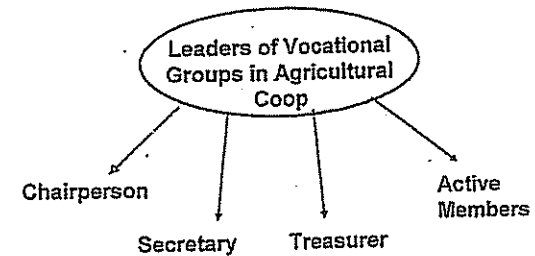 Leaders of Vocational
Groups in Agricultural
Coop
Chairperson
Secretary
Treasurer
Active
Members